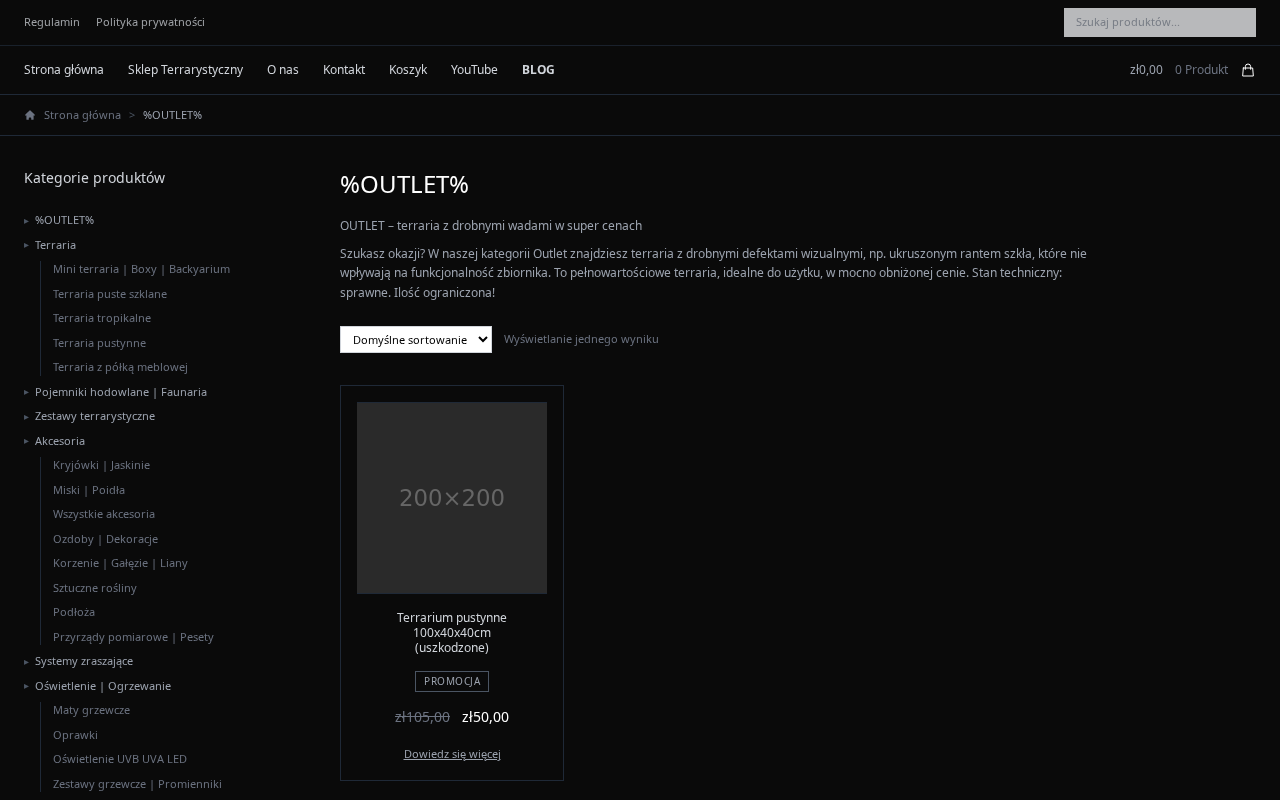 Regulamin Polityka prywatności
Szukaj produktów...
Strona główna Sklep Terrarystyczny O nas Kontakt Koszyk YouTube BLOG
zł0,00 0 Produkt
Strona główna > %OUTLET%
Kategorie produktów
▸ %OUTLET%
▸ Terraria
Mini terraria | Boxy | Backyarium
Terraria puste szklane
Terraria tropikalne
Terraria pustynne
Terraria z półką meblowej
▸ Pojemniki hodowlane | Faunaria
▸ Zestawy terrarystyczne
▸ Akcesoria
Kryjówki | Jaskinie
Miski | Poidła
Wszystkie akcesoria
Ozdoby | Dekoracje
Korzenie | Gałęzie | Liany
Sztuczne rośliny
Podłoża
Przyrządy pomiarowe | Pesety
▸ Systemy zraszające
▸ Oświetlenie | Ogrzewanie
Maty grzewcze
Oprawki
Oświetlenie UVB UVA LED
Zestawy grzewcze | Promienniki
%OUTLET%
OUTLET – terraria z drobnymi wadami w super cenach
Szukasz okazji? W naszej kategorii Outlet znajdziesz terraria z drobnymi defektami wizualnymi, np. ukruszonym rantem szkła, które nie
wpływają na funkcjonalność zbiornika. To pełnowartościowe terraria, idealne do użytku, w mocno obniżonej cenie. Stan techniczny:
sprawne. Ilość ograniczona!
Domyślne sortowanie Wyświetlanie jednego wyniku
200×200
Terrarium pustynne
100x40x40cm
(uszkodzone)
PROMOCJA
zł105,00 zł50,00
Dowiedz się więcej